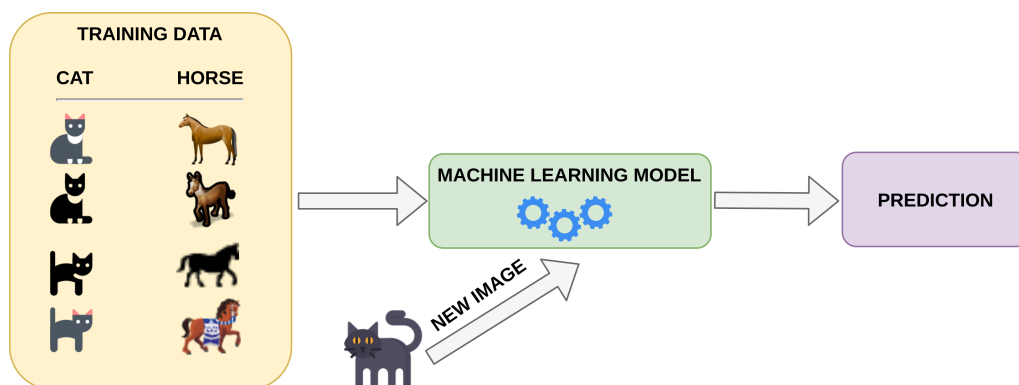 TRAINING DATA
CAT HORSE
MACHINE LEARNING MODEL
PREDICTION
NEW IMAGE